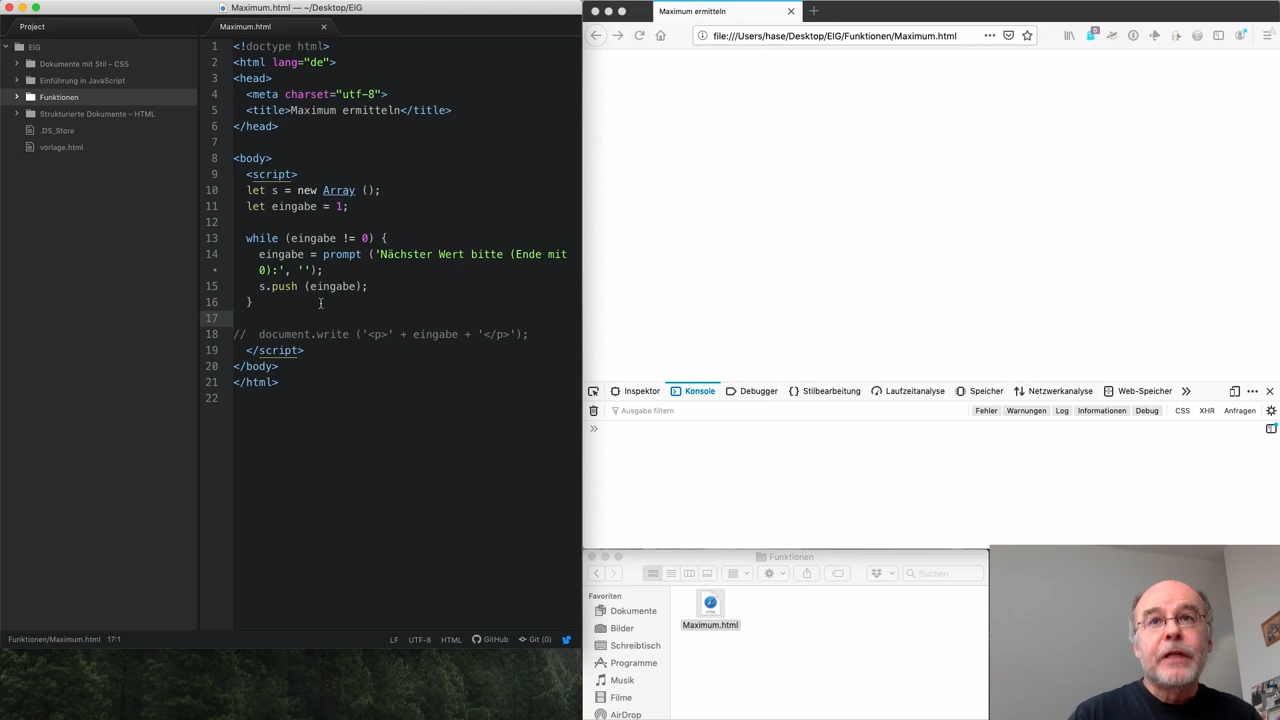 Maximum.html — ~/Desktop/EIG
Project
Maximum.html
EIG
Dokumente mit Stil – CSS
Einführung in JavaScript
Funktionen
Strukturierte Dokumente – HTML
.DS_Store
vorlage.html
1 <!doctype html>
2 <html lang="de">
3 <head>
4 <meta charset="utf-8">
5 <title>Maximum ermitteln</title>
6 </head>
7
8 <body>
9 <script>
10 let s = new Array ();
11 let eingabe = 1;
12
13 while (eingabe != 0) {
14 eingabe = prompt ('Nächster Wert bitte (Ende mit
• 0):', '');
15 s.push (eingabe);
16 }
17
18 // document.write ('<p>' + eingabe + '</p>');
19 </script>
20 </body>
21 </html>
22
Funktionen/Maximum.html 17:1
LF UTF-8 HTML GitHub Git (0)
Maximum ermitteln
file:///Users/hase/Desktop/EIG/Funktionen/Maximum.html
Inspektor Konsole Debugger Stilbearbeitung Laufzeitanalyse Speicher Netzwerkanalyse Web-Speicher
Ausgabe filtern
Fehler Warnungen Log Informationen Debug CSS XHR Anfragen
Funktionen
Suchen
Favoriten
Dokumente
Bilder
Schreibtisch
Programme
Musik
Filme
AirDrop
Maximum.html